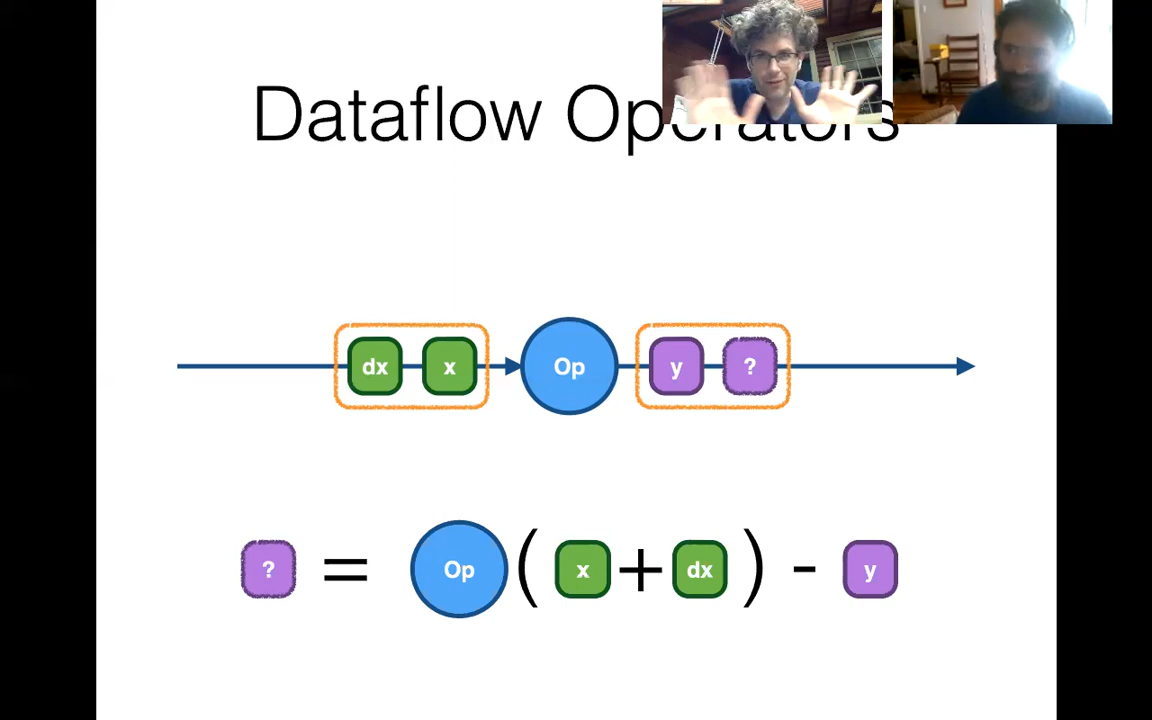 Dataflow Operators
dx x Op y ?
? = Op ( x + dx ) - y